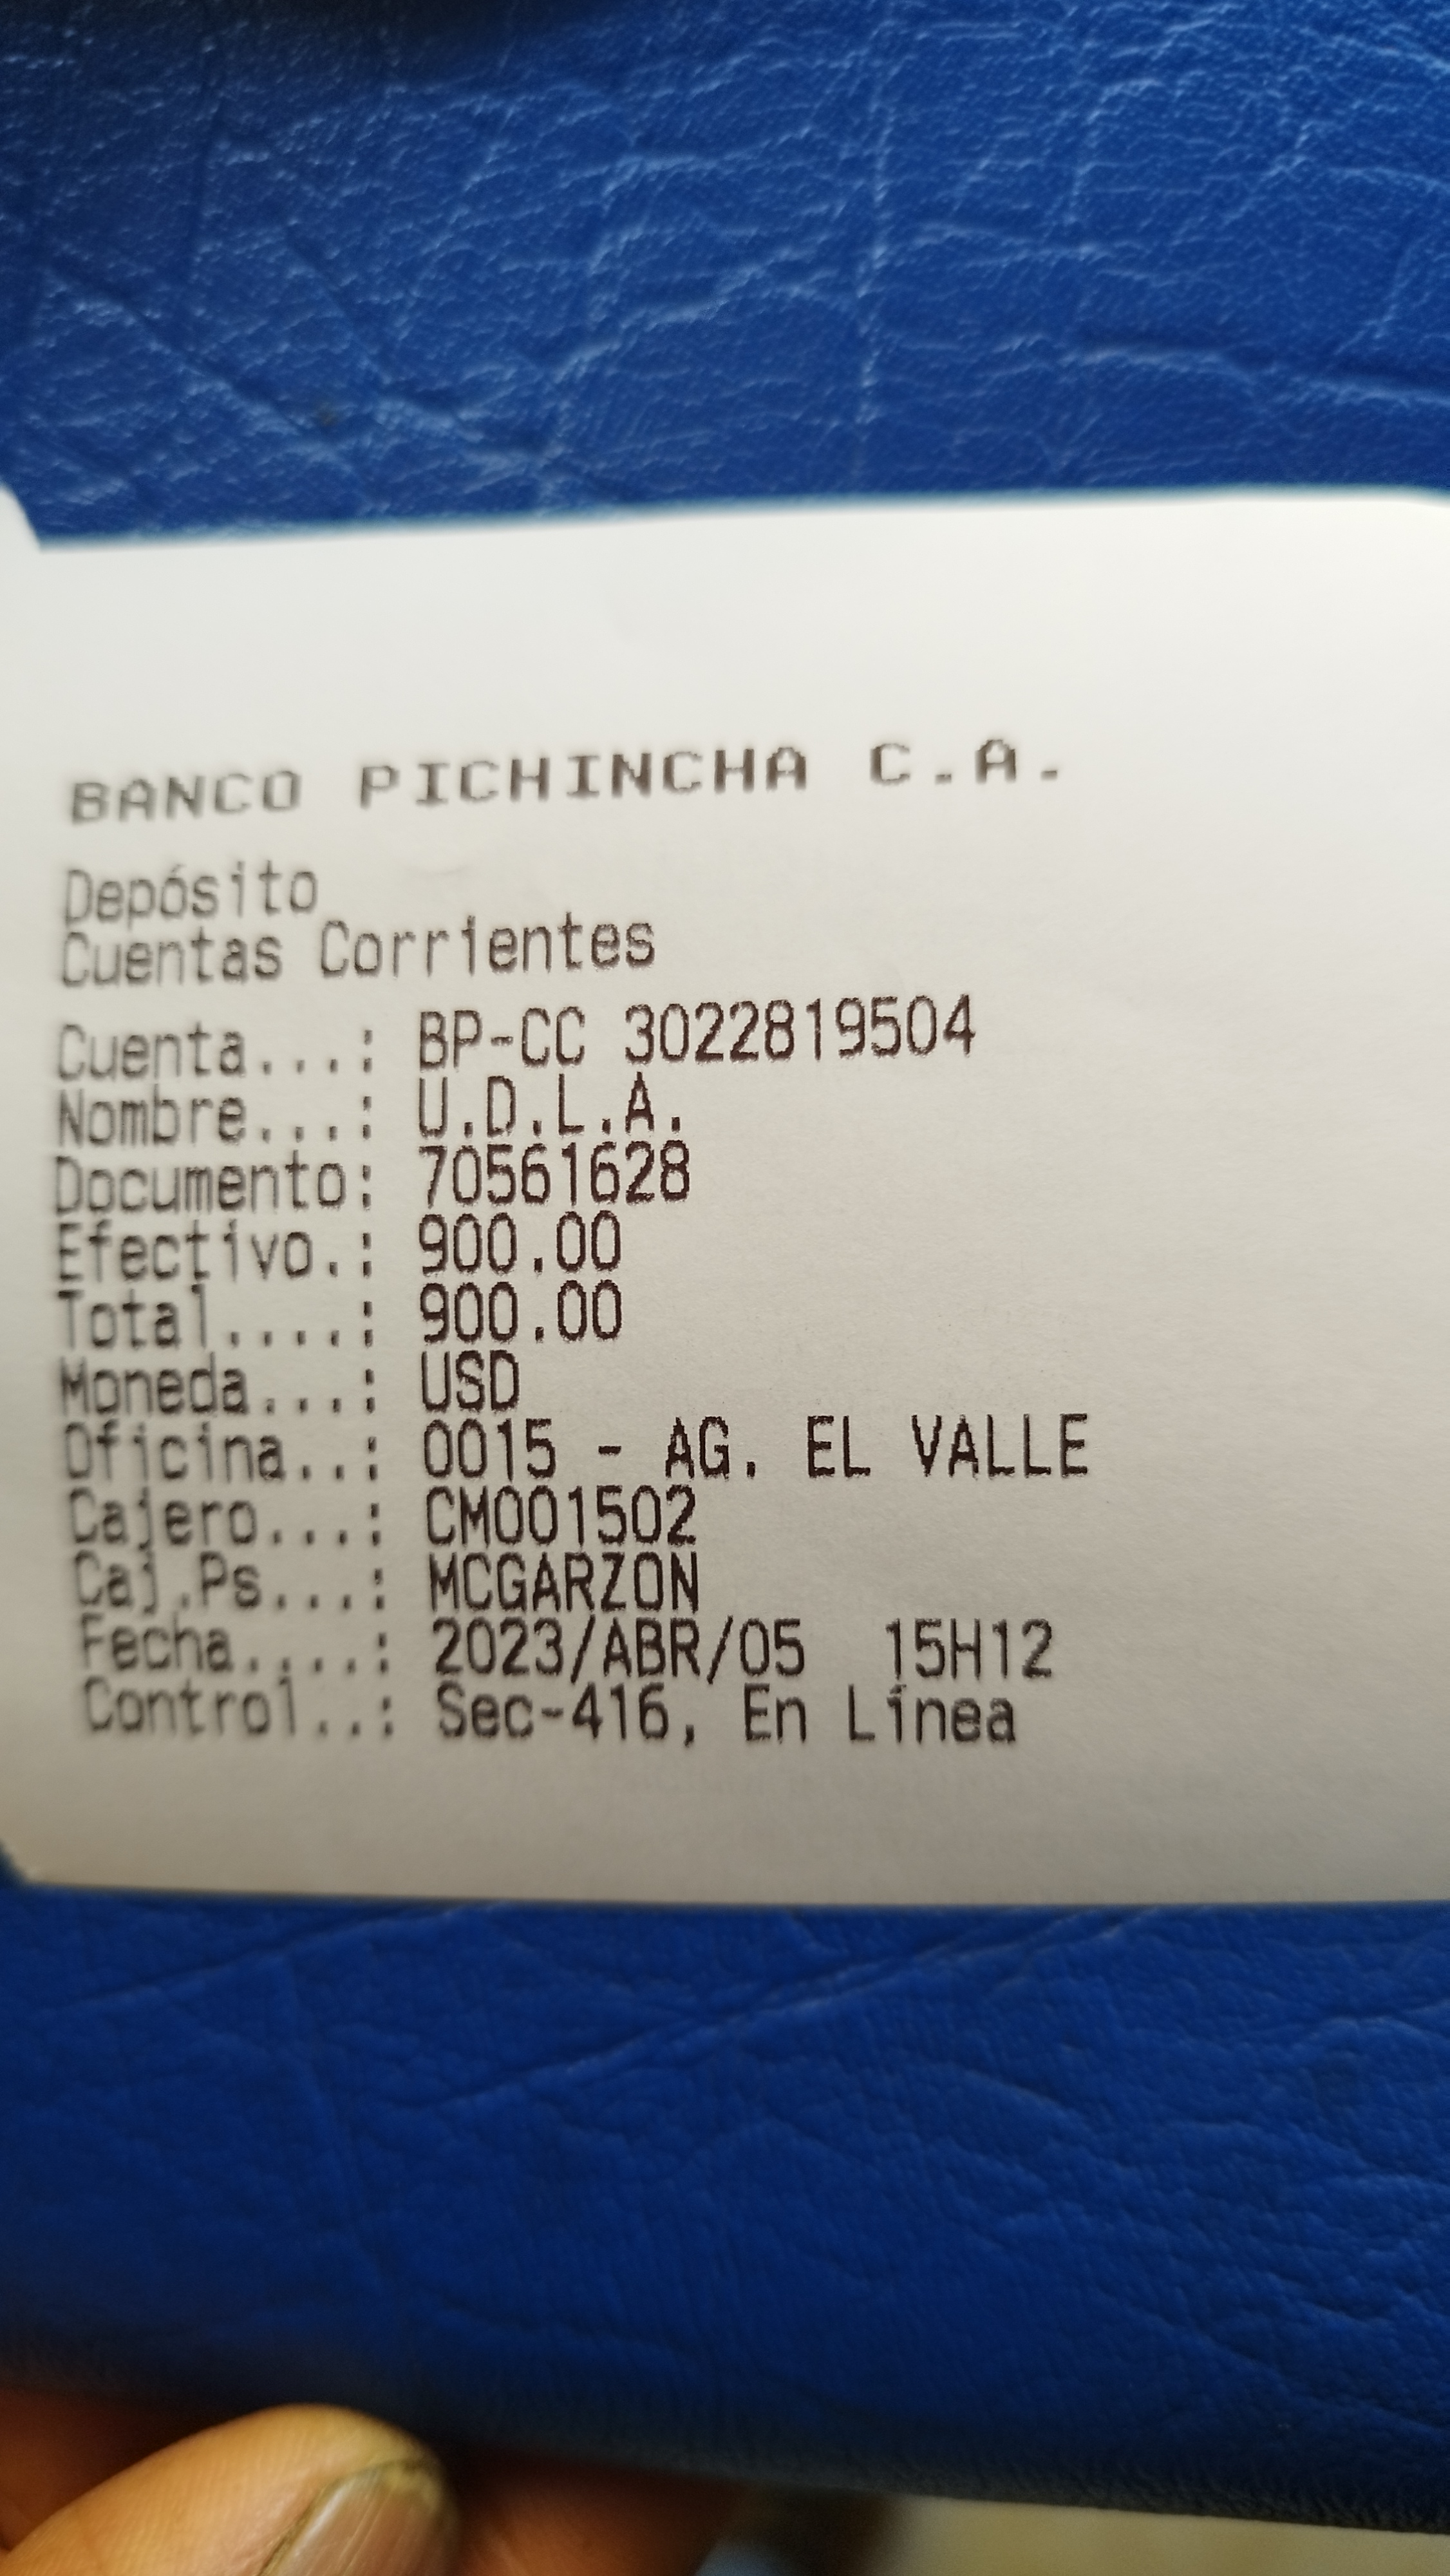 BANCO PICHINCHA C.A.
Depósito
Cuentas Corrientes
Cuenta...: BP-CC 3022819504
Nombre...: U.D.L.A.
Documento: 70561628
Efectivo.: 900.00
Total....: 900.00
Moneda...: USD
Oficina..: 0015 - AG. EL VALLE
Cajero...: CM001502
Caj.Ps...: MCGARZON
Fecha....: 2023/ABR/05 15H12
Control..: Sec-416, En Línea